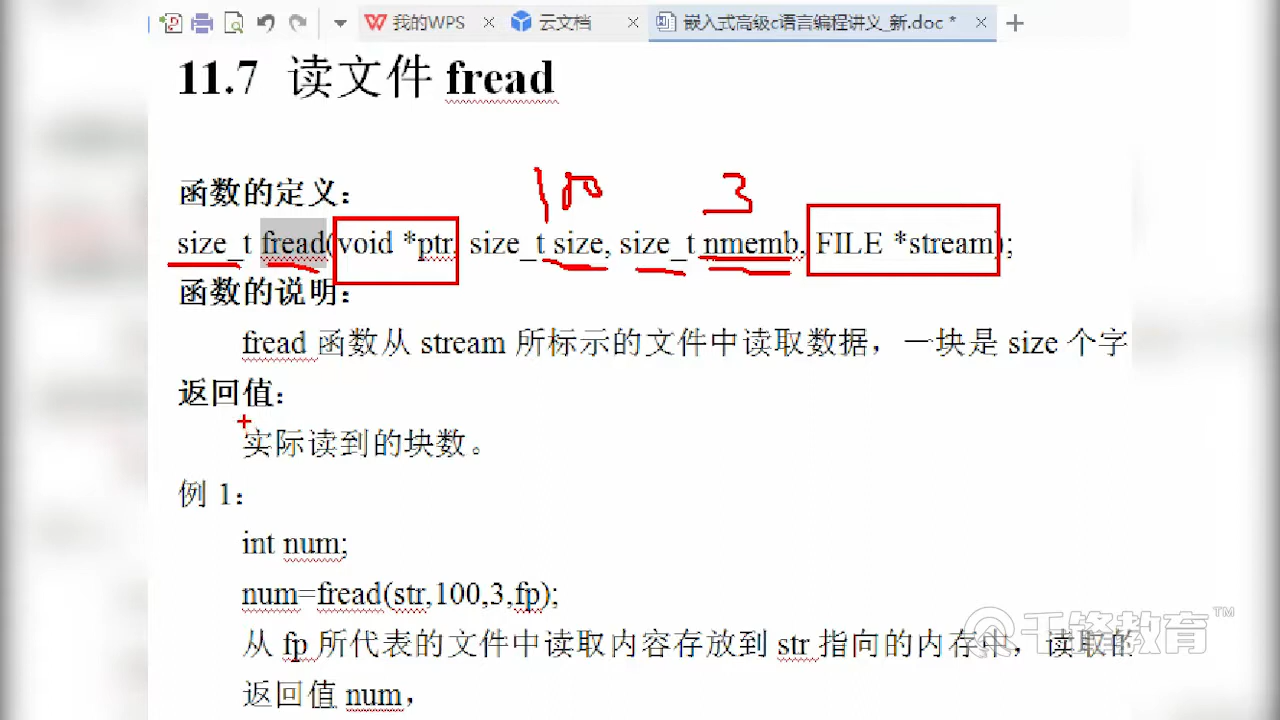 我的WPS 云文档 嵌入式高级c语言编程讲义_新.doc *
11.7 读文件 fread
函数的定义：
100 3
size_t fread(void *ptr, size_t size, size_t nmemb, FILE *stream);
函数的说明：
fread 函数从 stream 所标示的文件中读取数据，一块是 size 个字
返回值：
实际读到的块数。
例 1：
int num;
num=fread(str,100,3,fp);
从 fp 所代表的文件中读取内容存放到 str 指向的内存中，读取的
返回值 num，
千锋教育™